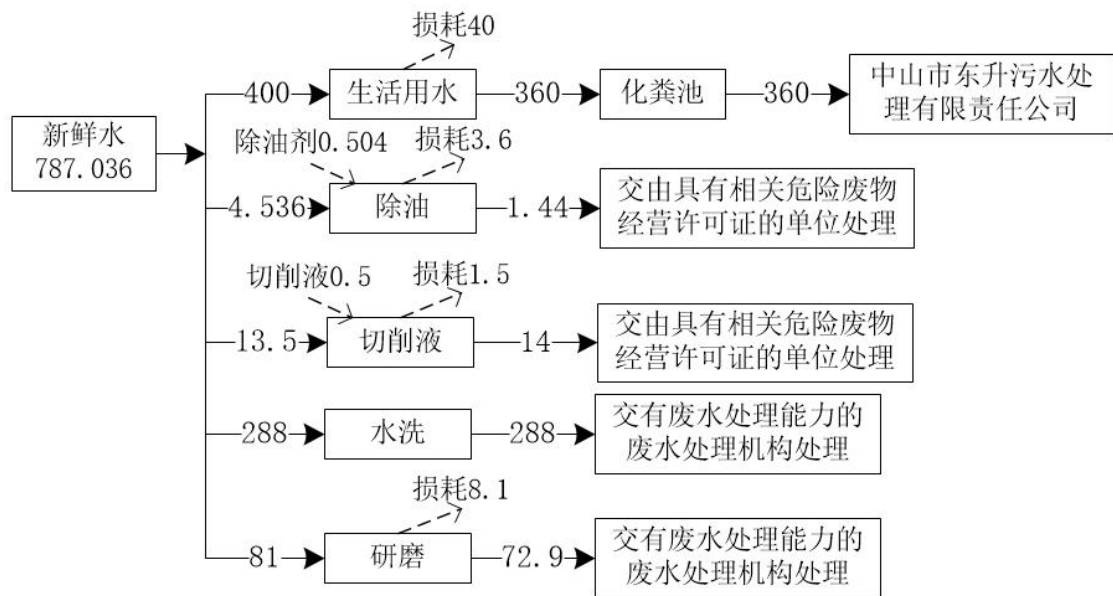 损耗40
400
生活用水
360
化粪池
360
中山市东升污水处
理有限责任公司
新鲜水
787.036
除油剂0.504
损耗3.6
4.536
除油
1.44
交由具有相关危险废物
经营许可证的单位处理
切削液0.5
损耗1.5
13.5
切削液
14
交由具有相关危险废物
经营许可证的单位处理
288
水洗
288
交有废水处理能力的
废水处理机构处理
损耗8.1
81
研磨
72.9
交有废水处理能力的
废水处理机构处理